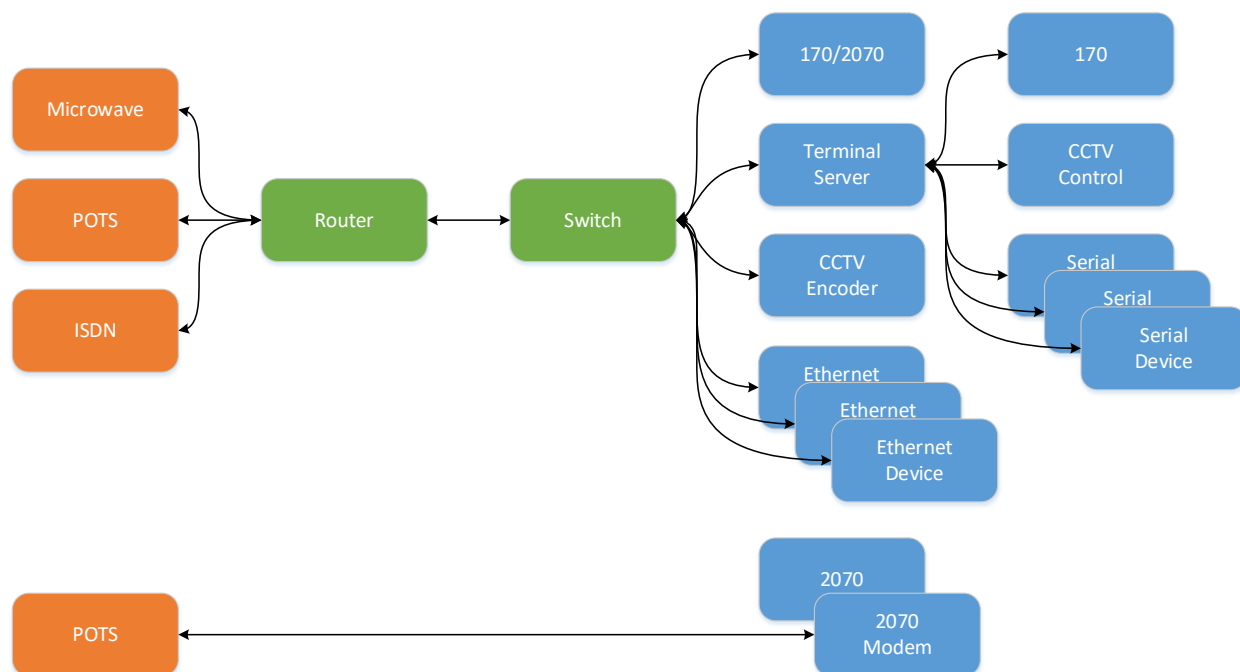 170/2070
170
Microwave
Terminal
Server
CCTV
Control
POTS
Router
Switch
CCTV
Encoder
Serial
Serial
Serial
Device
ISDN
Ethernet
Ethernet
Ethernet
Device
2070
POTS
2070
Modem